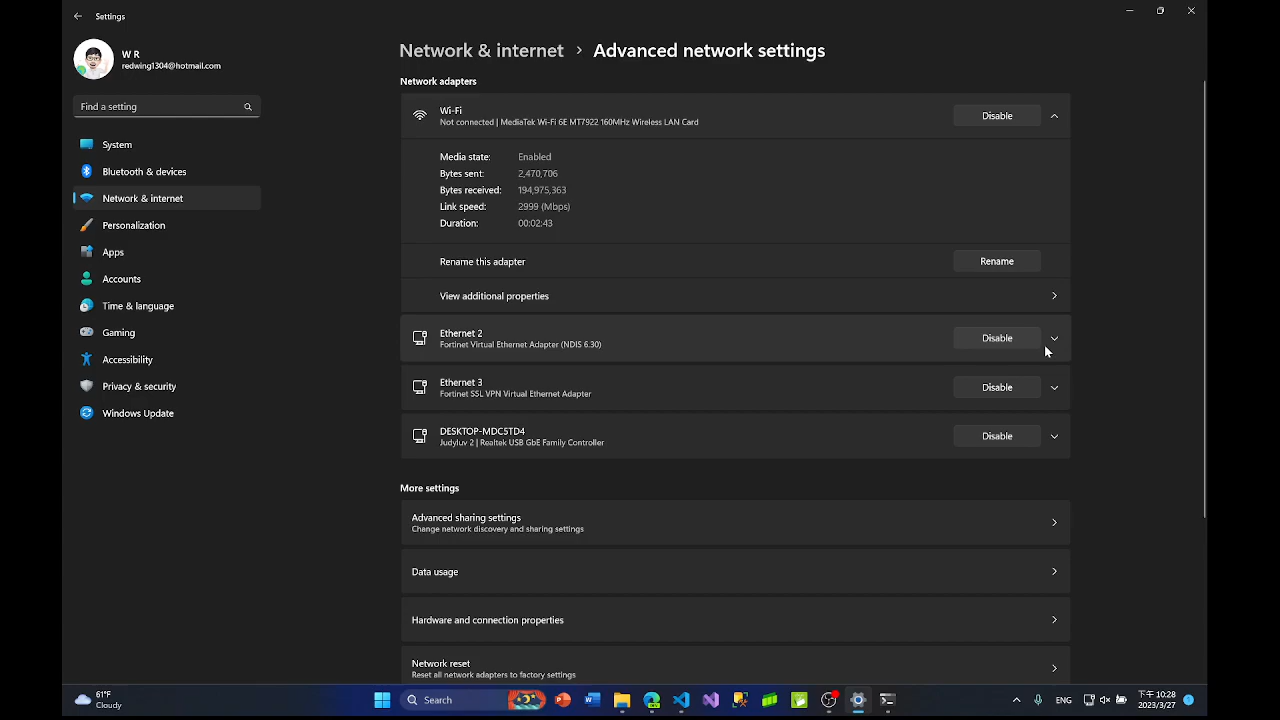 Settings
W R
redwing1304@hotmail.com
Find a setting
System
Bluetooth & devices
Network & internet
Personalization
Apps
Accounts
Time & language
Gaming
Accessibility
Privacy & security
Windows Update
Network & internet › Advanced network settings
Network adapters
Wi-Fi
Not connected | MediaTek Wi-Fi 6E MT7922 160MHz Wireless LAN Card
Disable
Media state: Enabled
Bytes sent: 2,470,706
Bytes received: 194,975,363
Link speed: 2999 (Mbps)
Duration: 00:02:43
Rename this adapter
Rename
View additional properties
Ethernet 2
Fortinet Virtual Ethernet Adapter (NDIS 6.30)
Disable
Ethernet 3
Fortinet SSL VPN Virtual Ethernet Adapter
Disable
DESKTOP-MDC5TD4
Judyluv 2 | Realtek USB GbE Family Controller
Disable
More settings
Advanced sharing settings
Change network discovery and sharing settings
Data usage
Hardware and connection properties
Network reset
Reset all network adapters to factory settings
61°F
Cloudy
Search
ENG
下午 10:28
2023/3/27